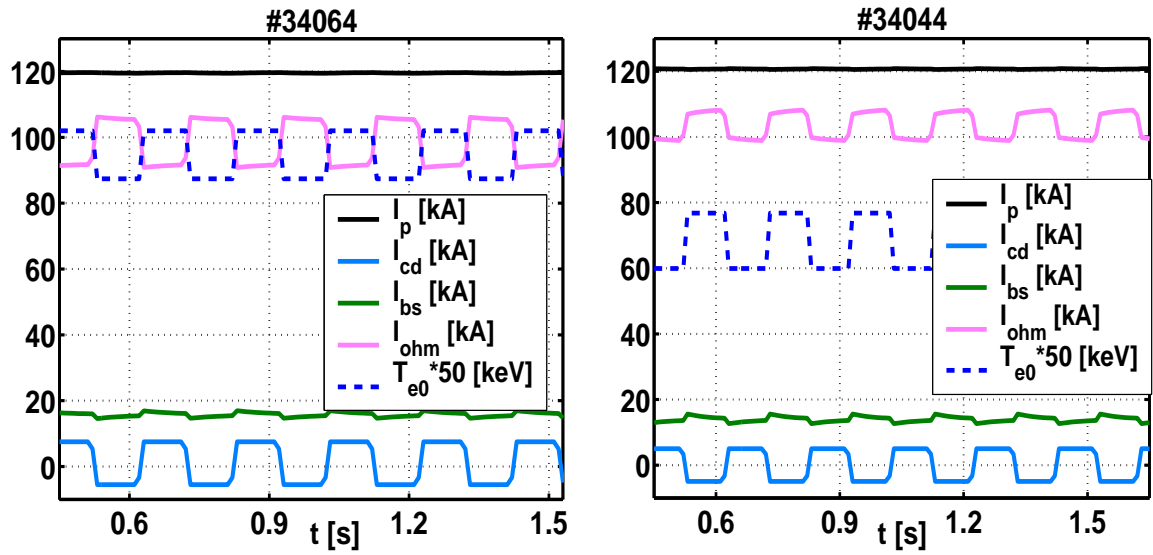 #34064
120
100
80
60
40
20
0
0.6 0.9 1.2 1.5
t [s]
I_p [kA]
I_cd [kA]
I_bs [kA]
I_ohm [kA]
T_e0*50 [keV]
#34044
120
100
80
60
40
20
0
0.6 0.9 1.2 1.5
t [s]
I_p [kA]
I_cd [kA]
I_bs [kA]
I_ohm [kA]
T_e0*50 [keV]